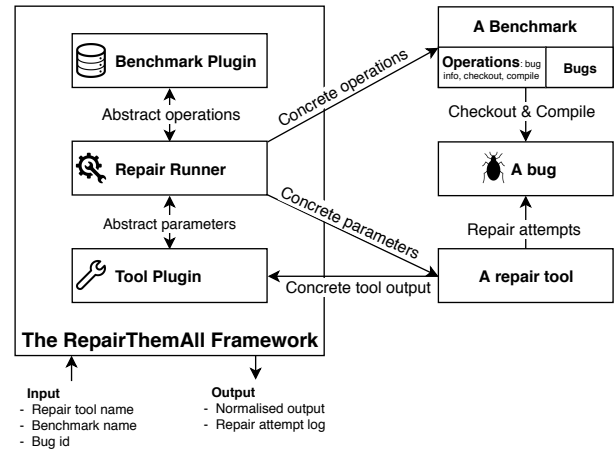 A Benchmark
Benchmark Plugin
Operations: bug
info, checkout, compile
Bugs
Concrete operations
Abstract operations
Checkout & Compile
Repair Runner
A bug
Concrete parameters
Abstract parameters
Repair attempts
Tool Plugin
A repair tool
Concrete tool output
The RepairThemAll Framework
Input
- Repair tool name
- Benchmark name
- Bug id
Output
- Normalised output
- Repair attempt log